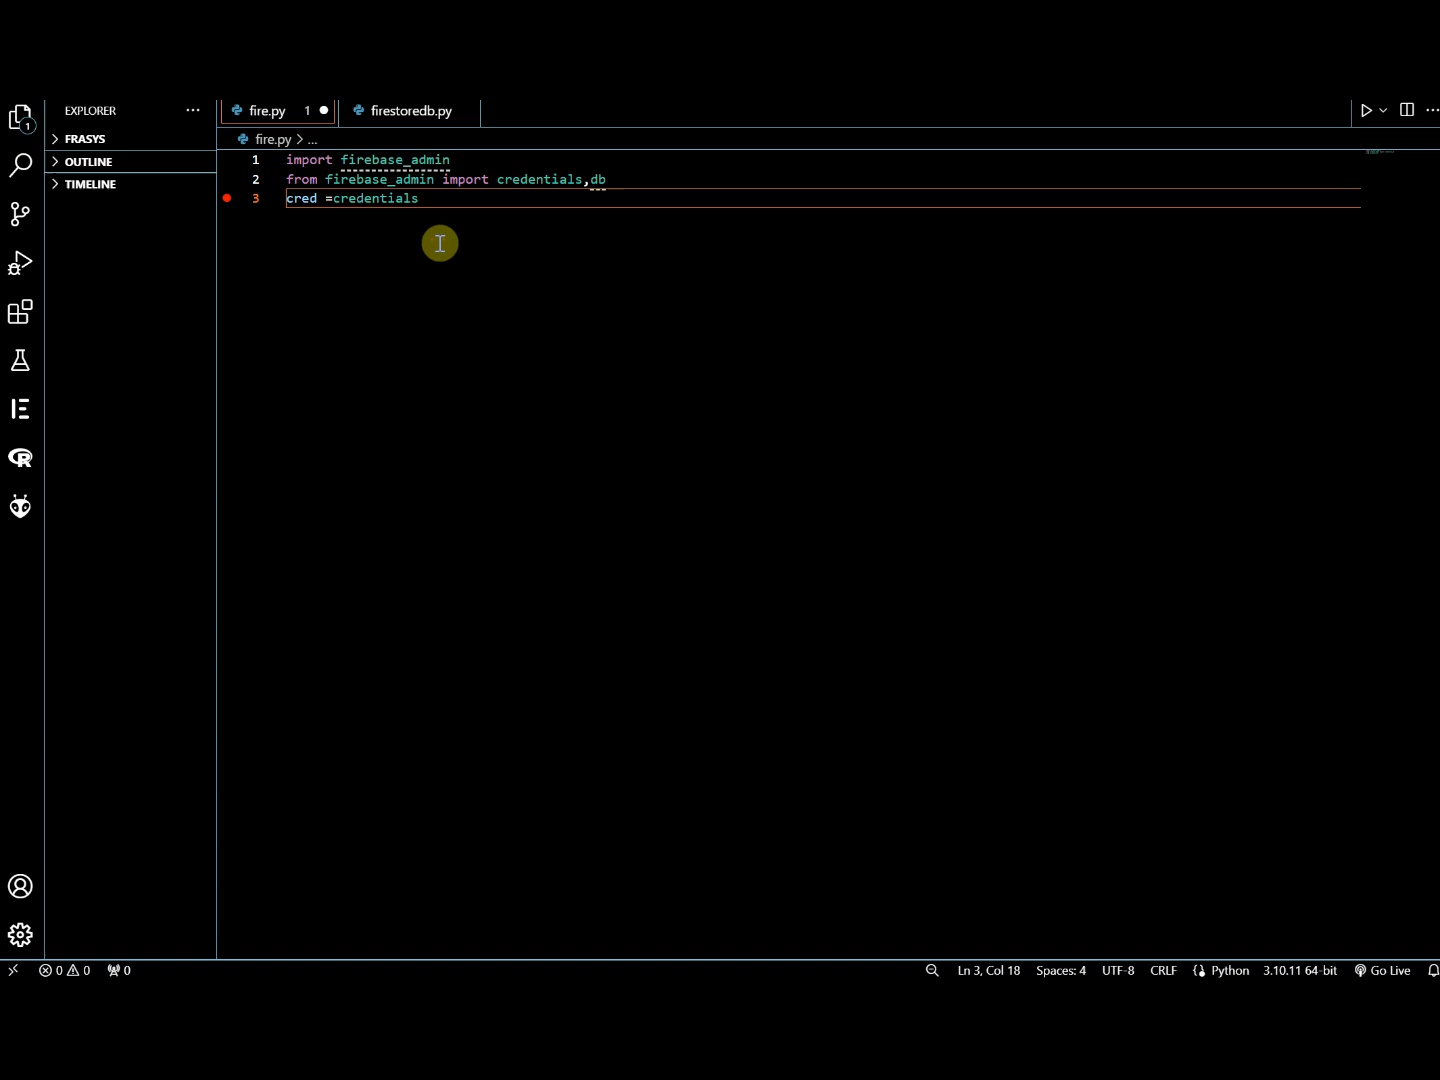 EXPLORER ...
fire.py 1
firestoredb.py
1
FRASYS
OUTLINE
TIMELINE
fire.py > ...
1 import firebase_admin
2 from firebase_admin import credentials,db
3 cred =credentials
0 0 0
Ln 3, Col 18 Spaces: 4 UTF-8 CRLF Python 3.10.11 64-bit Go Live